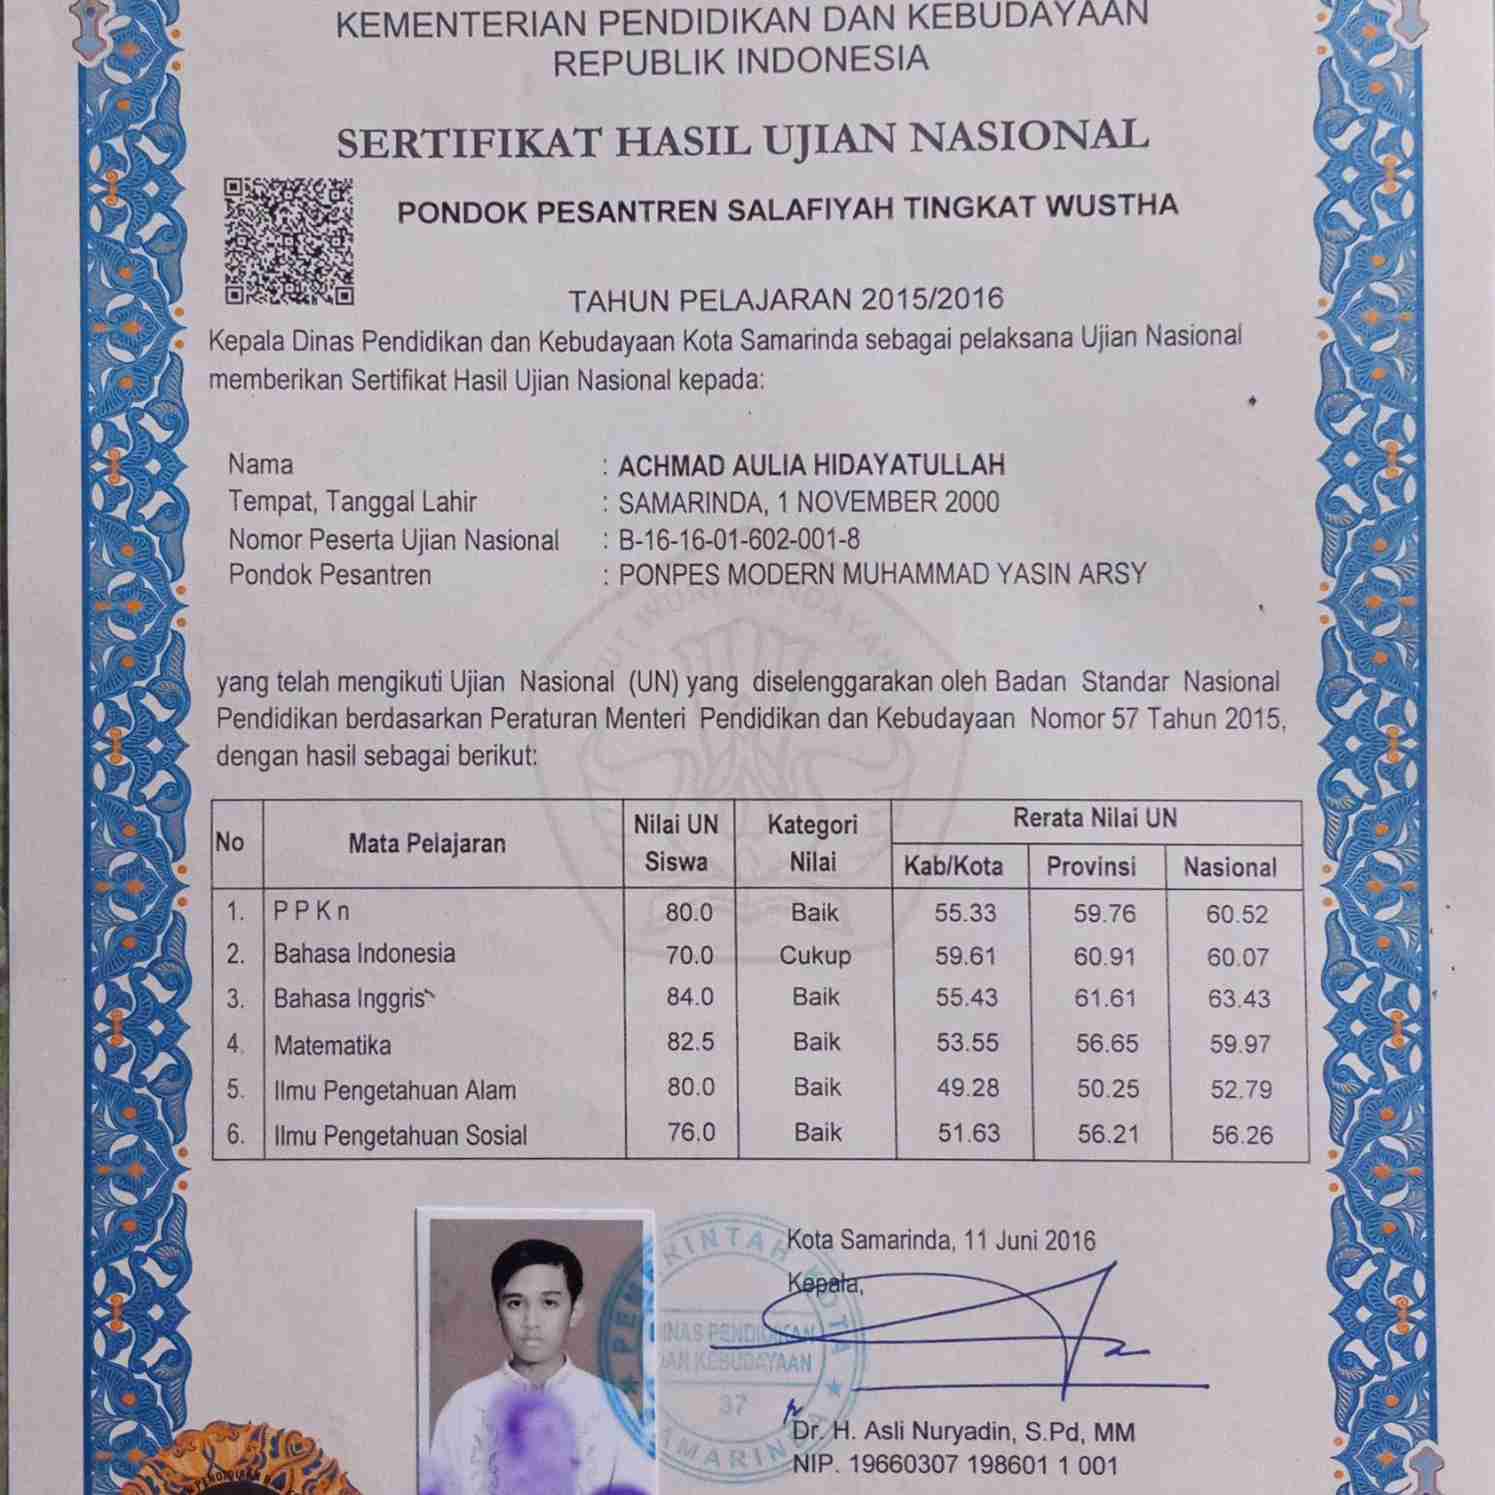 KEMENTERIAN PENDIDIKAN DAN KEBUDAYAAN
REPUBLIK INDONESIA
SERTIFIKAT HASIL UJIAN NASIONAL
PONDOK PESANTREN SALAFIYAH TINGKAT WUSTHA
TAHUN PELAJARAN 2015/2016
Kepala Dinas Pendidikan dan Kebudayaan Kota Samarinda sebagai pelaksana Ujian Nasional
memberikan Sertifikat Hasil Ujian Nasional kepada:
Nama : ACHMAD AULIA HIDAYATULLAH
Tempat, Tanggal Lahir : SAMARINDA, 1 NOVEMBER 2000
Nomor Peserta Ujian Nasional : B-16-16-01-602-001-8
Pondok Pesantren : PONPES MODERN MUHAMMAD YASIN ARSY
TUT WURI HANDAYANI
yang telah mengikuti Ujian Nasional (UN) yang diselenggarakan oleh Badan Standar Nasional
Pendidikan berdasarkan Peraturan Menteri Pendidikan dan Kebudayaan Nomor 57 Tahun 2015,
dengan hasil sebagai berikut:
No Mata Pelajaran Nilai UN Siswa Kategori Nilai Rerata Nilai UN
Kab/Kota Provinsi Nasional
1. P P K n 80.0 Baik 55.33 59.76 60.52
2. Bahasa Indonesia 70.0 Cukup 59.61 60.91 60.07
3. Bahasa Inggris 84.0 Baik 55.43 61.61 63.43
4. Matematika 82.5 Baik 53.55 56.65 59.97
5. Ilmu Pengetahuan Alam 80.0 Baik 49.28 50.25 52.79
6. Ilmu Pengetahuan Sosial 76.0 Baik 51.63 56.21 56.26
Kota Samarinda, 11 Juni 2016
Kepala,
DINAS PENDIDIKAN
DAN KEBUDAYAAN
37
Dr. H. Asli Nuryadin, S.Pd, MM
NIP. 19660307 198601 1 001